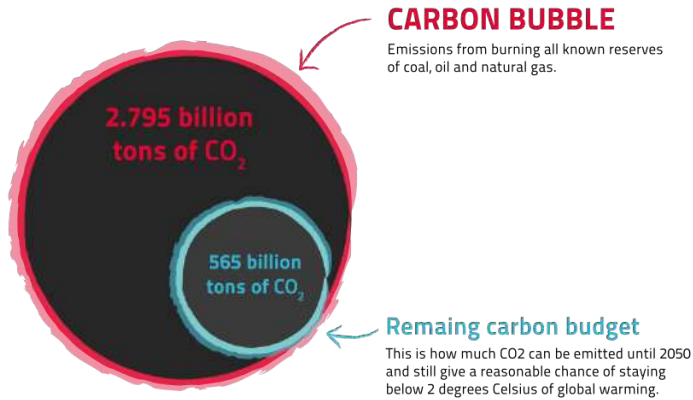 CARBON BUBBLE
Emissions from burning all known reserves
of coal, oil and natural gas.
2.795 billion
tons of CO2
565 billion
tons of CO2
Remaing carbon budget
This is how much CO2 can be emitted until 2050
and still give a reasonable chance of staying
below 2 degrees Celsius of global warming.